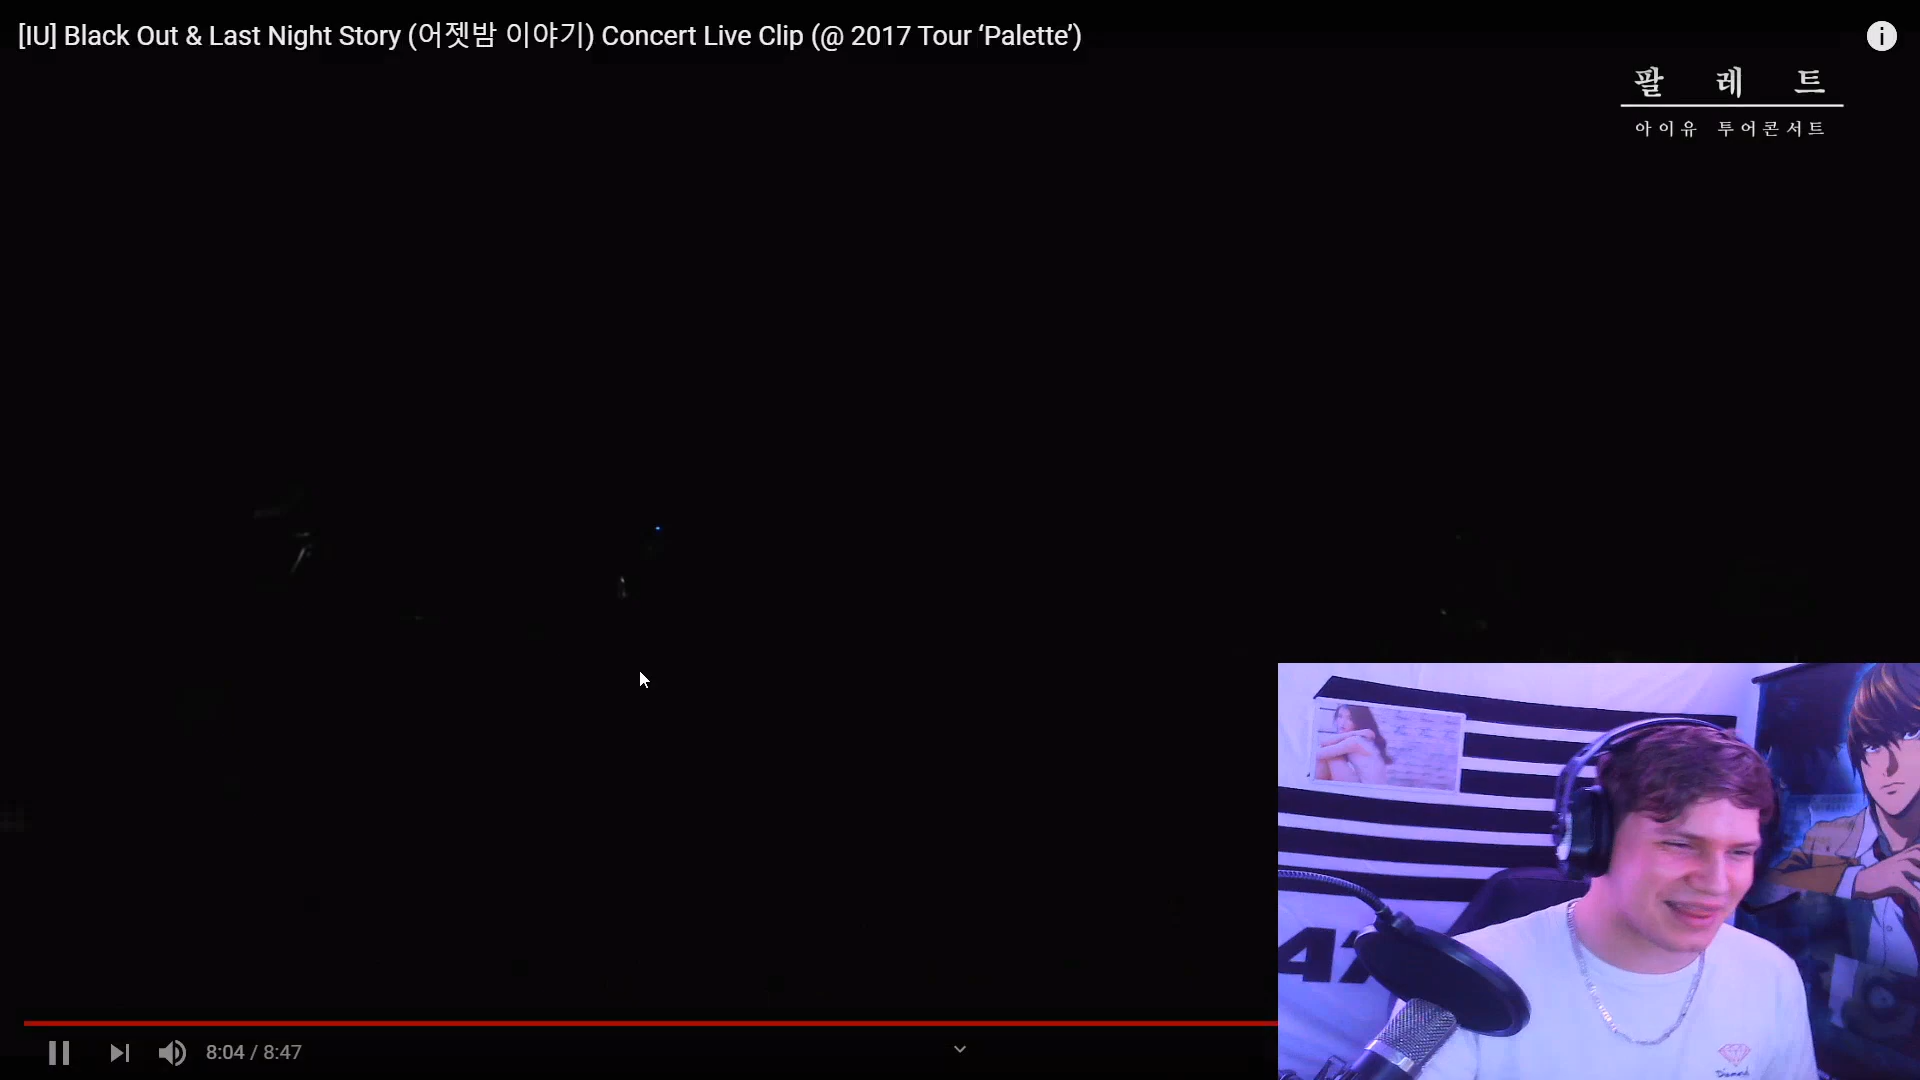 [IU] Black Out & Last Night Story (어젯밤 이야기) Concert Live Clip (@ 2017 Tour ‘Palette’)
팔 레 트
아이유 투어콘서트
8:04 / 8:47
Diamond